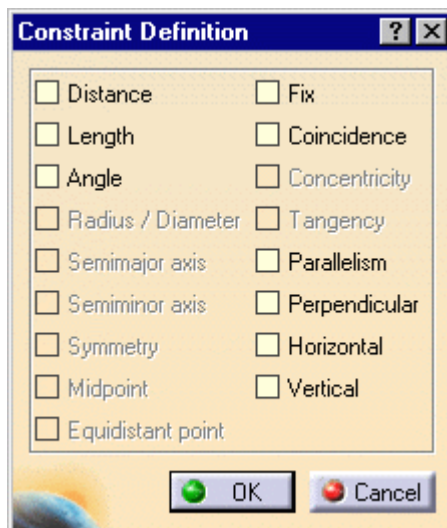 Constraint Definition ? X
Distance Fix
Length Coincidence
Angle Concentricity
Radius / Diameter Tangency
Semimajor axis Parallelism
Semiminor axis Perpendicular
Symmetry Horizontal
Midpoint Vertical
Equidistant point
OK Cancel